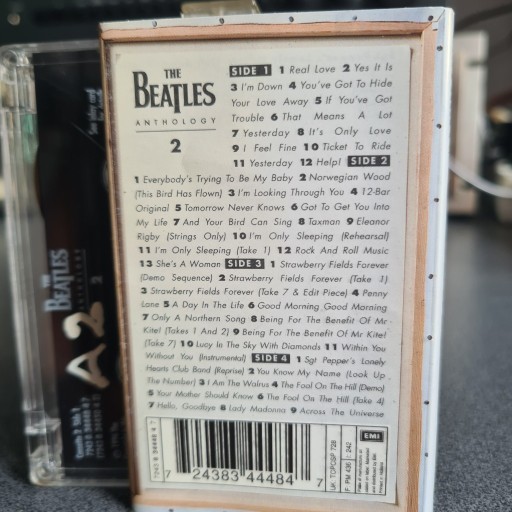 THE
BEATLES
ANTHOLOGY
2
SIDE 1 1 Real Love 2 Yes It Is
3 I'm Down 4 You've Got To Hide
Your Love Away 5 If You've Got
Trouble 6 That Means A Lot
7 Yesterday 8 It's Only Love
9 I Feel Fine 10 Ticket To Ride
11 Yesterday 12 Help! SIDE 2
1 Everybody's Trying To Be My Baby 2 Norwegian Wood
(This Bird Has Flown) 3 I'm Looking Through You 4 12-Bar
Original 5 Tomorrow Never Knows 6 Got To Get You Into
My Life 7 And Your Bird Can Sing 8 Taxman 9 Eleanor
Rigby (Strings Only) 10 I'm Only Sleeping (Rehearsal)
11 I'm Only Sleeping (Take 1) 12 Rock And Roll Music
13 She's A Woman SIDE 3 1 Strawberry Fields Forever
(Demo Sequence) 2 Strawberry Fields Forever (Take 1)
3 Strawberry Fields Forever (Take 7 & Edit Piece) 4 Penny
Lane 5 A Day In The Life 6 Good Morning Good Morning
7 Only A Northern Song 8 Being For The Benefit Of Mr
Kite! (Takes 1 And 2) 9 Being For The Benefit Of Mr Kite!
(Take 7) 10 Lucy In The Sky With Diamonds 11 Within You
Without You (Instrumental) SIDE 4 1 Sgt Pepper's Lonely
Hearts Club Band (Reprise) 2 You Know My Name (Look Up
The Number) 3 I Am The Walrus 4 The Fool On The Hill (Demo)
5 Your Mother Should Know 6 The Fool On The Hill (Take 4)
7 Hello, Goodbye 8 Lady Madonna 9 Across The Universe
7 24383 44484 7
UK: TCPCSP 728
F: PM 436 : 242
EMI
BEATLES
A2